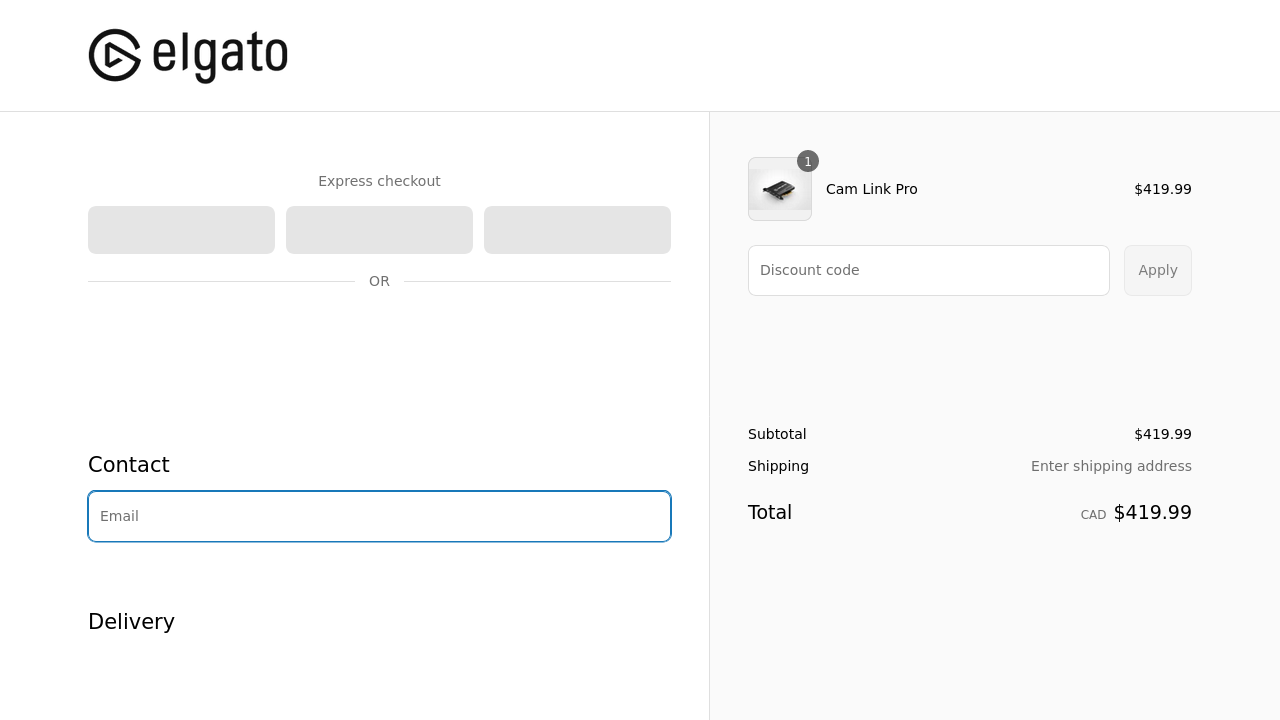 elgato
Express checkout
OR
Contact
Email
Delivery
1
Cam Link Pro $419.99
Discount code Apply
Subtotal $419.99
Shipping Enter shipping address
Total CAD $419.99